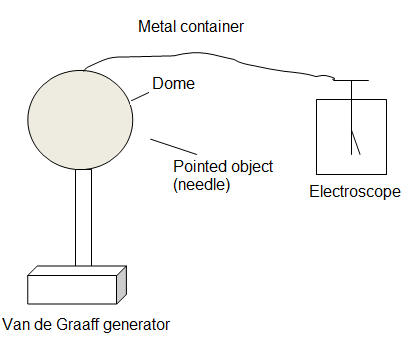 Metal container
Dome
Pointed object
(needle)
Electroscope
Van de Graaff generator